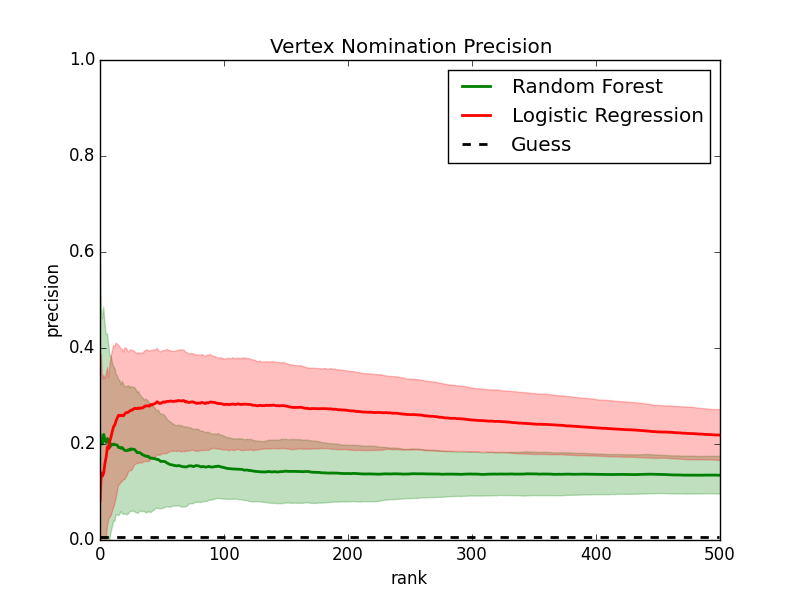 Vertex Nomination Precision
1.0
0.8
0.6
0.4
0.2
0.0
precision
Random Forest
Logistic Regression
Guess
0 100 200 300 400 500
rank